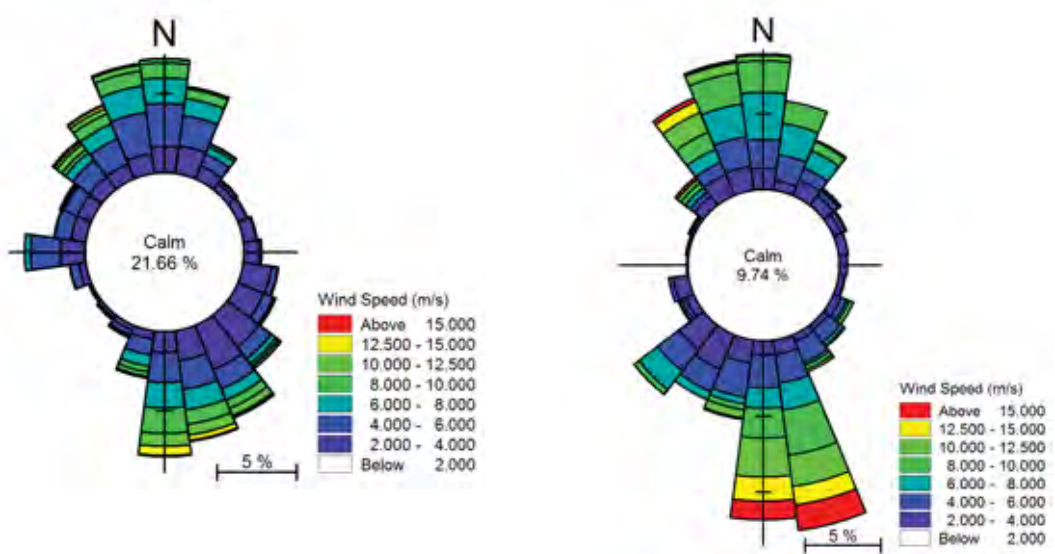 N
Calm
21.66 %
Wind Speed (m/s)
Above 15.000
12.500 - 15.000
10.000 - 12.500
8.000 - 10.000
6.000 - 8.000
4.000 - 6.000
2.000 - 4.000
Below 2.000
5 %
N
Calm
9.74 %
Wind Speed (m/s)
Above 15.000
12.500 - 15.000
10.000 - 12.500
8.000 - 10.000
6.000 - 8.000
4.000 - 6.000
2.000 - 4.000
Below 2.000
5 %